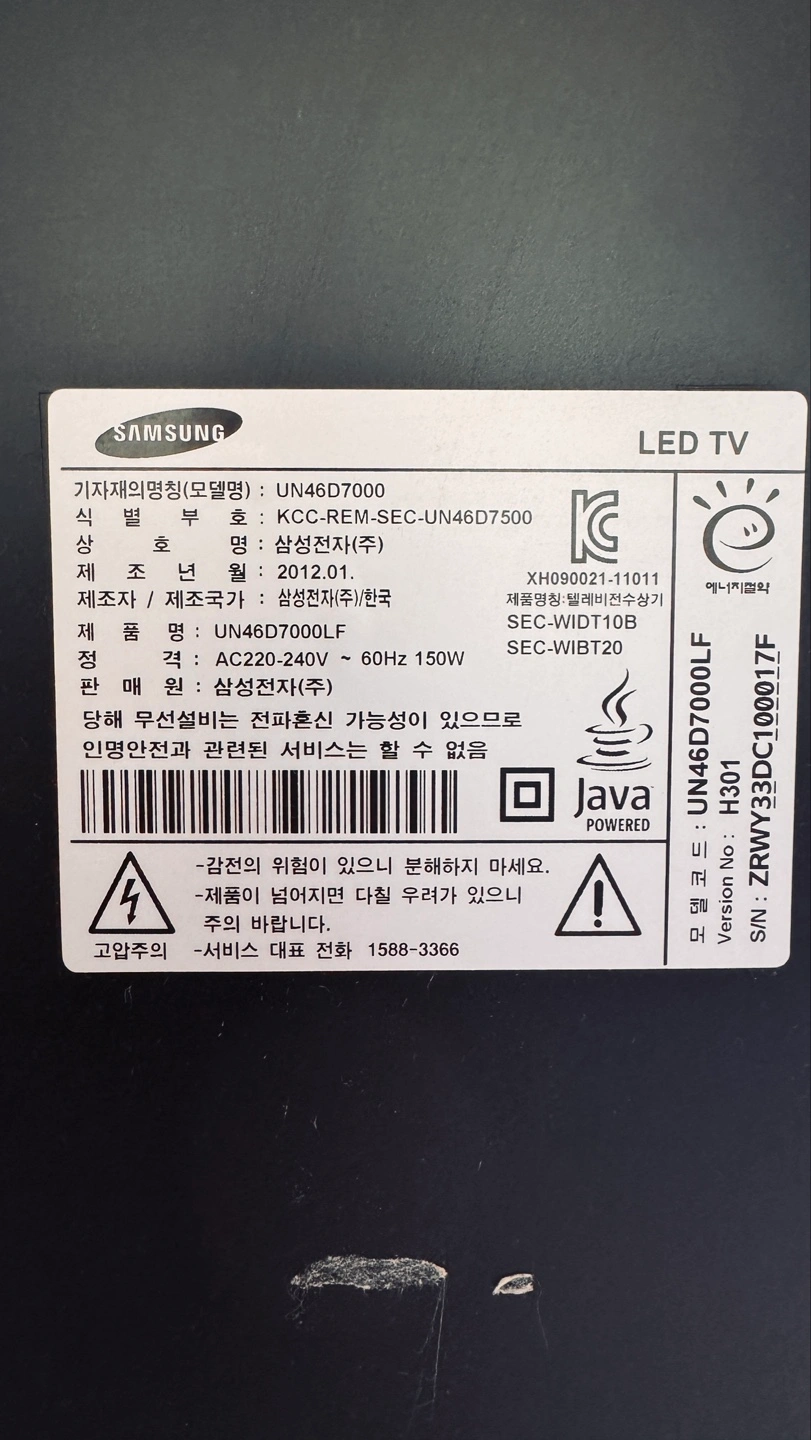 SAMSUNG
LED TV
기자재의명칭(모델명) : UN46D7000
식 별 부 호 : KCC-REM-SEC-UN46D7500
상 호 명 : 삼성전자(주)
제 조 년 월 : 2012.01.
제조자 / 제조국가 : 삼성전자(주)/한국
제 품 명 : UN46D7000LF
정 격 : AC220-240V ~ 60Hz 150W
판 매 원 : 삼성전자(주)
XH090021-11011
제품명칭:텔레비전수상기
SEC-WIDT10B
SEC-WIBT20
당해 무선설비는 전파혼신 가능성이 있으므로
인명안전과 관련된 서비스는 할 수 없음
Java
POWERED
고압주의
-감전의 위험이 있으니 분해하지 마세요.
-제품이 넘어지면 다칠 우려가 있으니
주의 바랍니다.
-서비스 대표 전화 1588-3366
에너지절약
모 델 코 드 : UN46D7000LF
Version No : H301
S/N : ZRWY33DC100017F